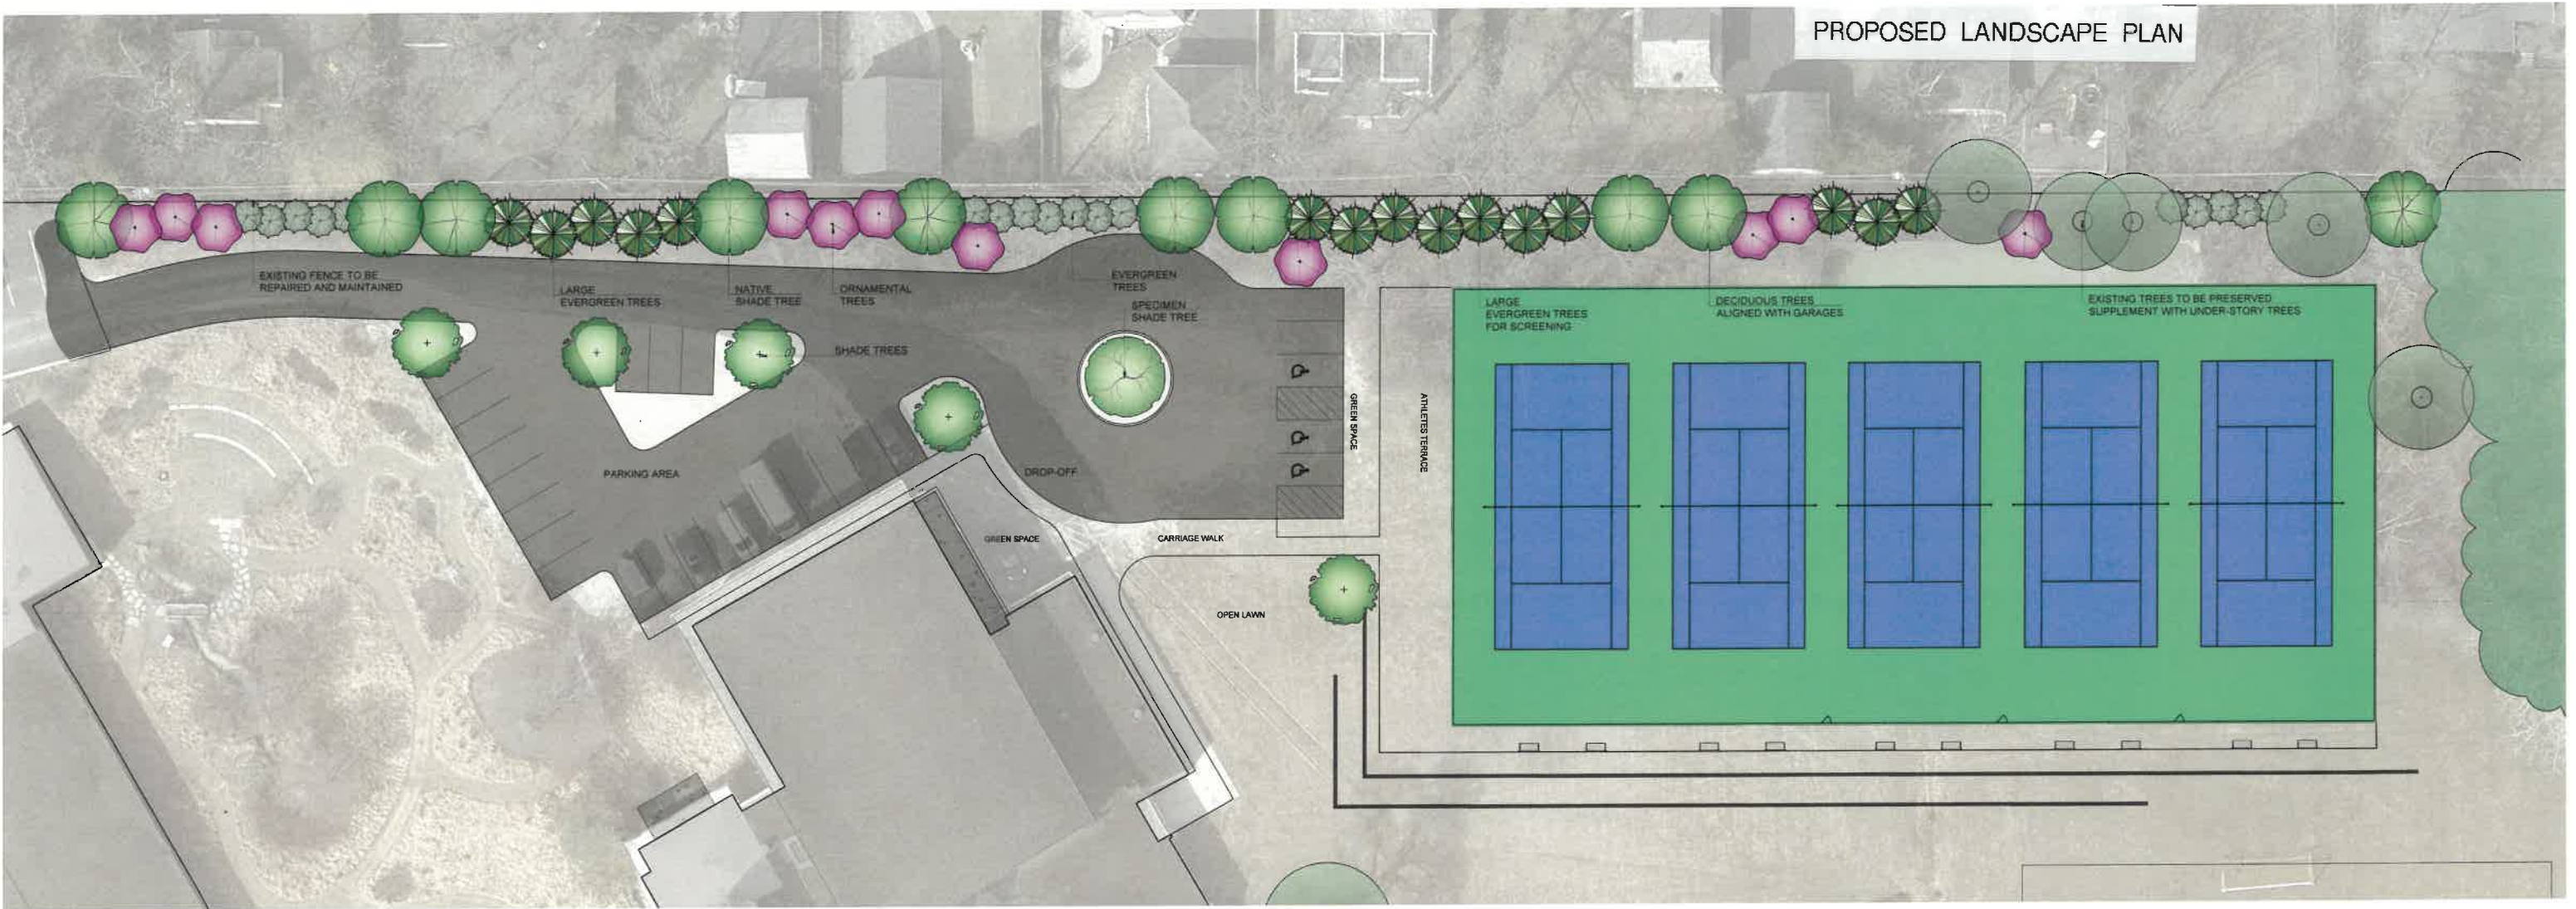 PROPOSED LANDSCAPE PLAN
EXISTING FENCE TO BE
REPAIRED AND MAINTAINED
LARGE
EVERGREEN TREES
NATIVE
SHADE TREE
ORNAMENTAL
TREES
EVERGREEN
TREES
SPECIMEN
SHADE TREE
LARGE
EVERGREEN TREES
FOR SCREENING
DECIDUOUS TREES
ALIGNED WITH GARAGES
EXISTING TREES TO BE PRESERVED
SUPPLEMENT WITH UNDER-STORY TREES
SHADE TREES
PARKING AREA
DROP-OFF
GREEN SPACE
ATHLETES TERRACE
GREEN SPACE
CARRIAGE WALK
OPEN LAWN